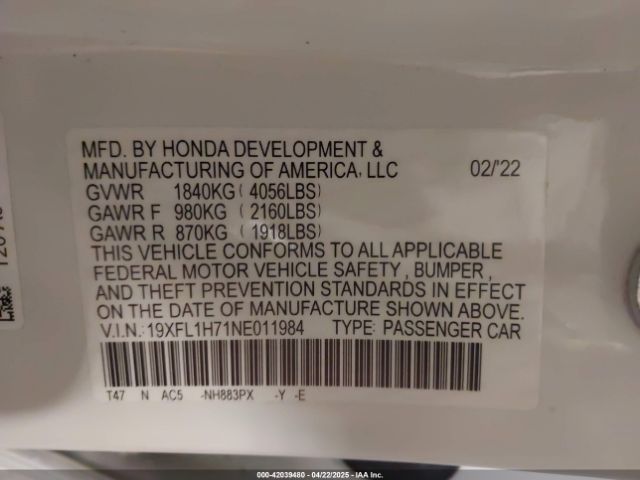 MFD. BY HONDA DEVELOPMENT &
MANUFACTURING OF AMERICA, LLC 02/'22
GVWR 1840KG ( 4056LBS)
GAWR F 980KG ( 2160LBS)
GAWR R 870KG ( 1918LBS)
THIS VEHICLE CONFORMS TO ALL APPLICABLE
FEDERAL MOTOR VEHICLE SAFETY , BUMPER ,
AND THEFT PREVENTION STANDARDS IN EFFECT
ON THE DATE OF MANUFACTURE SHOWN ABOVE.
V.I.N.:19XFL1H71NE011984 TYPE: PASSENGER CAR
T47 N AC5 -NH883PX -Y -E
000-42039480 - 04/22/2025 - IAA Inc.